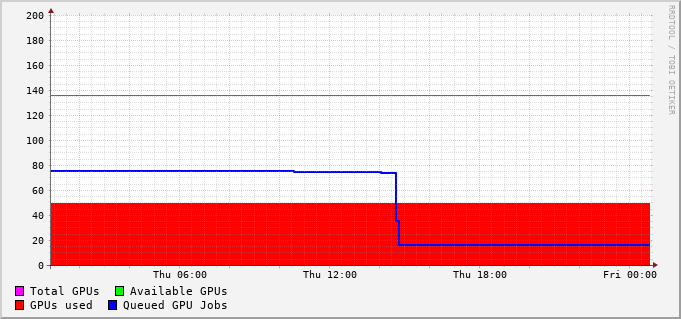 RRDTOOL / TOBI OETIKER
200
180
160
140
120
100
80
60
40
20
0
Thu 06:00 Thu 12:00 Thu 18:00 Fri 00:00
Total GPUs Available GPUs
GPUs used Queued GPU Jobs